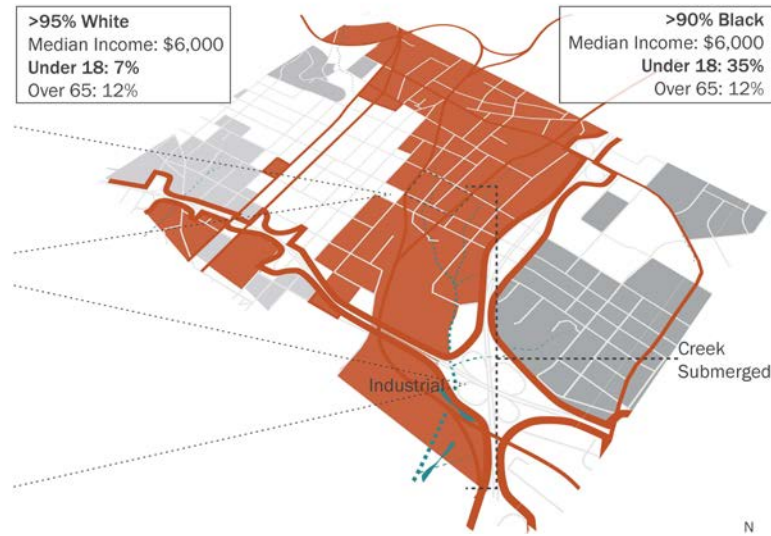 >95% White
Median Income: $6,000
Under 18: 7%
Over 65: 12%
>90% Black
Median Income: $6,000
Under 18: 35%
Over 65: 12%
Creek
Submerged
Industrial
N